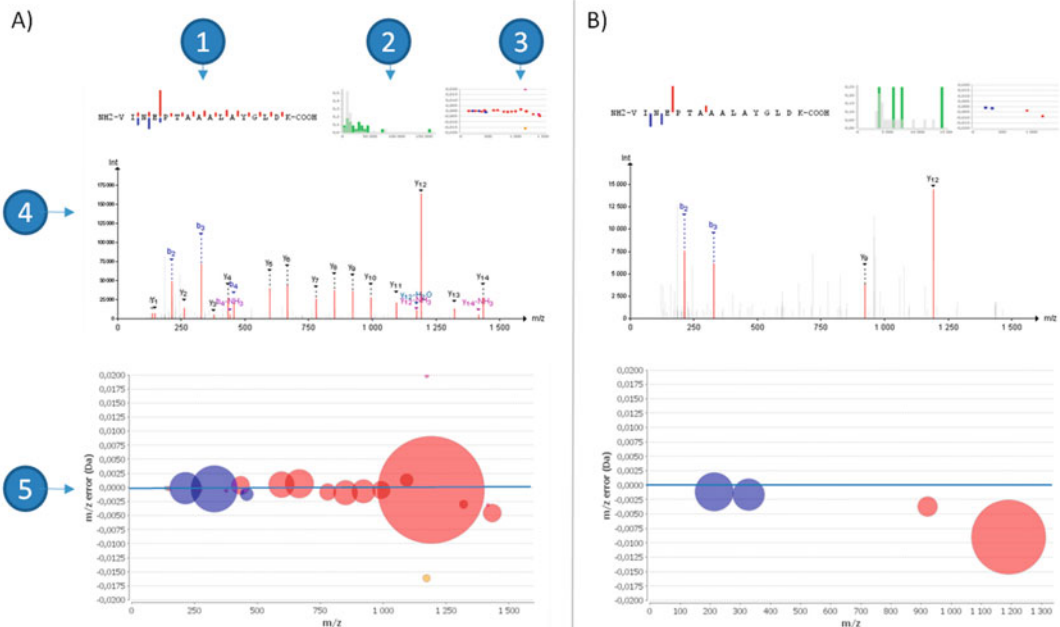 A)
1
2
3
B)
NH2-V I N E P T A A A L A Y G L D K-COOH
NH2-V I N E P T A A A L A Y G L D K-COOH
4
Int
175 000
150 000
125 000
100 000
75 000
50 000
25 000
0
b2
b3
y1
y2
y3
y4
b4
b4-NH3
y5
y6
y7
y8
y9
y10
y11
y12
y12-H2O
y12-NH3
y13
y14
y14-NH3
0 250 500 750 1 000 1 250 1 500
m/z
Int
15 000
12 500
10 000
7 500
5 000
2 500
0
b2
b3
y9
y12
0 250 500 750 1 000 1 250 1 500
m/z
5
m/z error (Da)
0,0200
0,0175
0,0150
0,0125
0,0100
0,0075
0,0050
0,0025
0,0000
-0,0025
-0,0050
-0,0075
-0,0100
-0,0125
-0,0150
-0,0175
-0,0200
0 250 500 750 1 000 1 250 1 500
m/z
m/z error (Da)
0,0200
0,0175
0,0150
0,0125
0,0100
0,0075
0,0050
0,0025
0,0000
-0,0025
-0,0050
-0,0075
-0,0100
-0,0125
-0,0150
-0,0175
-0,0200
0 100 200 300 400 500 600 700 800 900 1 000 1 100 1 200 1 300
m/z